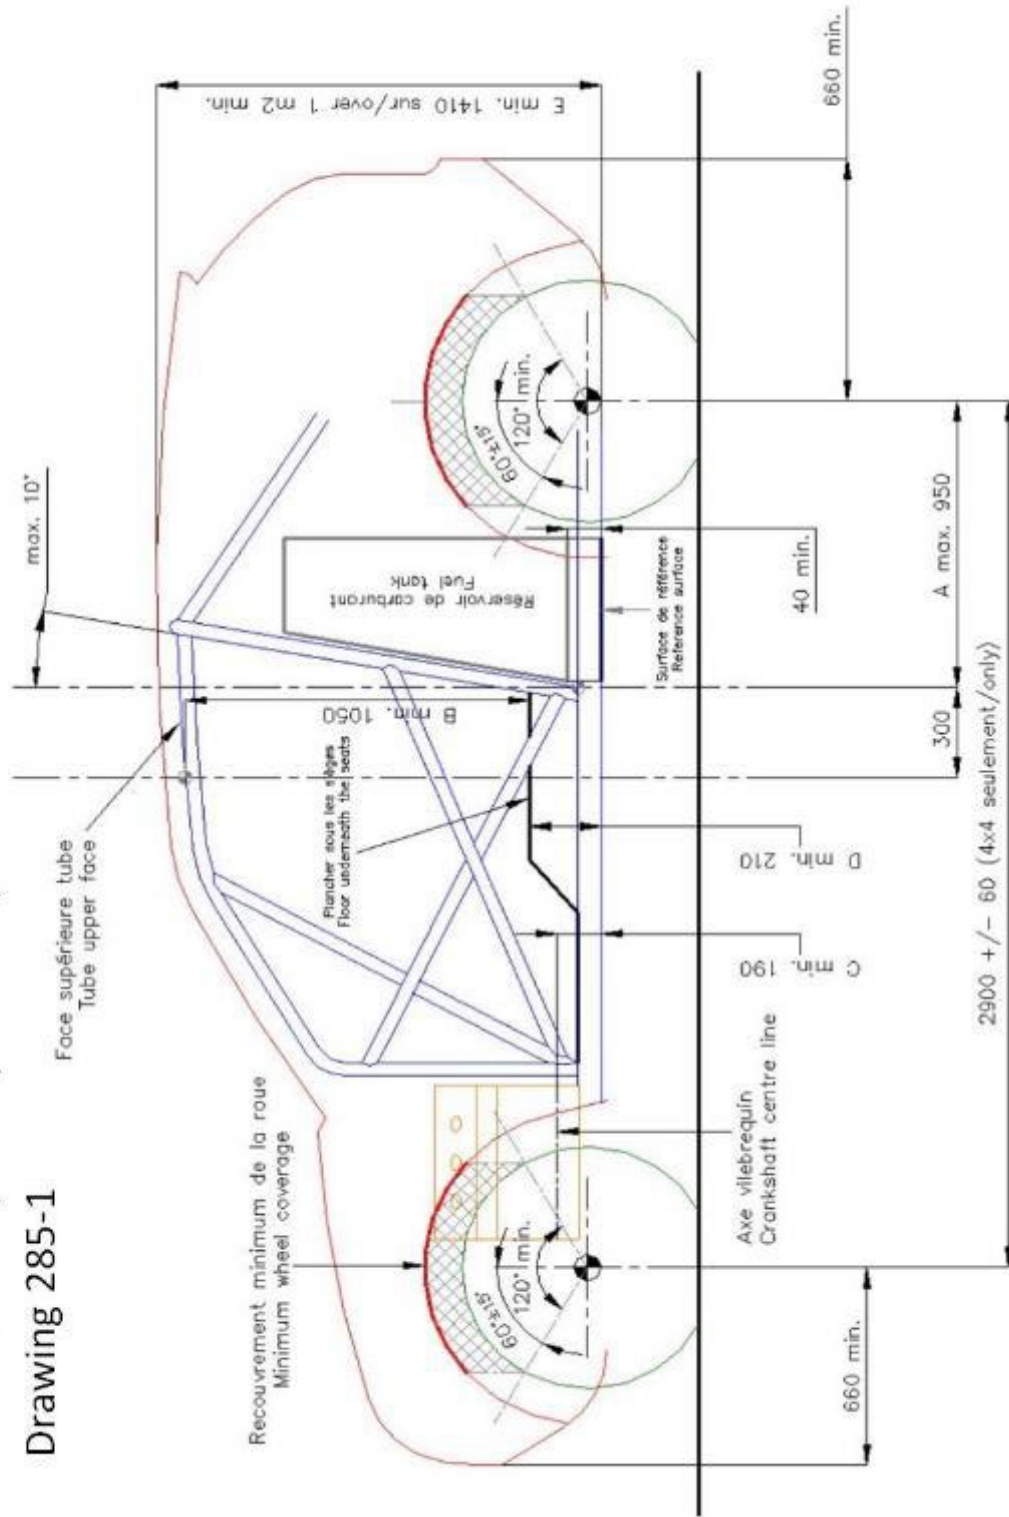 Drawing 285-1
Face supérieure tube
Tube upper face
max. 10°
E min. 1410 sur/over 1 m2 min.
Recouvrement minimum de la roue
Minimum wheel coverage
Plancher sous les sièges
Floor underneath the seats
B min. 1050
Réservoir de carburant
Fuel tank
60°±15°
120° min.
60°±15°
120° min.
Surface de référence
Reference surface
Axe vilebrequin
Crankshaft centre line
C min. 190
D min. 210
40 min.
300
A max. 950
660 min.
660 min.
2900 +/- 60 (4x4 seulement/only)